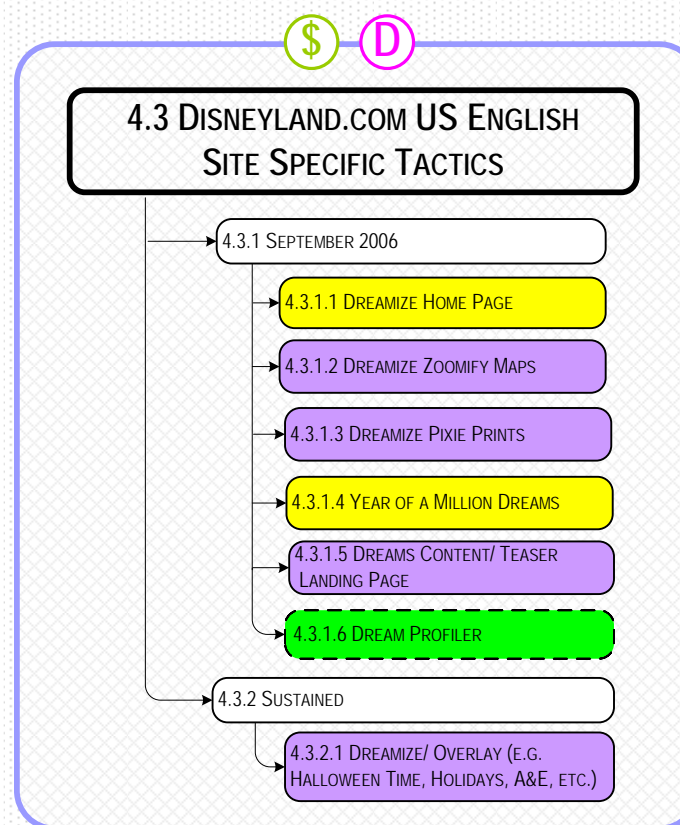 $ D
4.3 DISNEYLAND.COM US ENGLISH
SITE SPECIFIC TACTICS
4.3.1 SEPTEMBER 2006
4.3.1.1 DREAMIZE HOME PAGE
4.3.1.2 DREAMIZE ZOOMIFY MAPS
4.3.1.3 DREAMIZE PIXIE PRINTS
4.3.1.4 YEAR OF A MILLION DREAMS
4.3.1.5 DREAMS CONTENT/ TEASER
LANDING PAGE
4.3.1.6 DREAM PROFILER
4.3.2 SUSTAINED
4.3.2.1 DREAMIZE/ OVERLAY (E.G.
HALLOWEEN TIME, HOLIDAYS, A&E, ETC.)